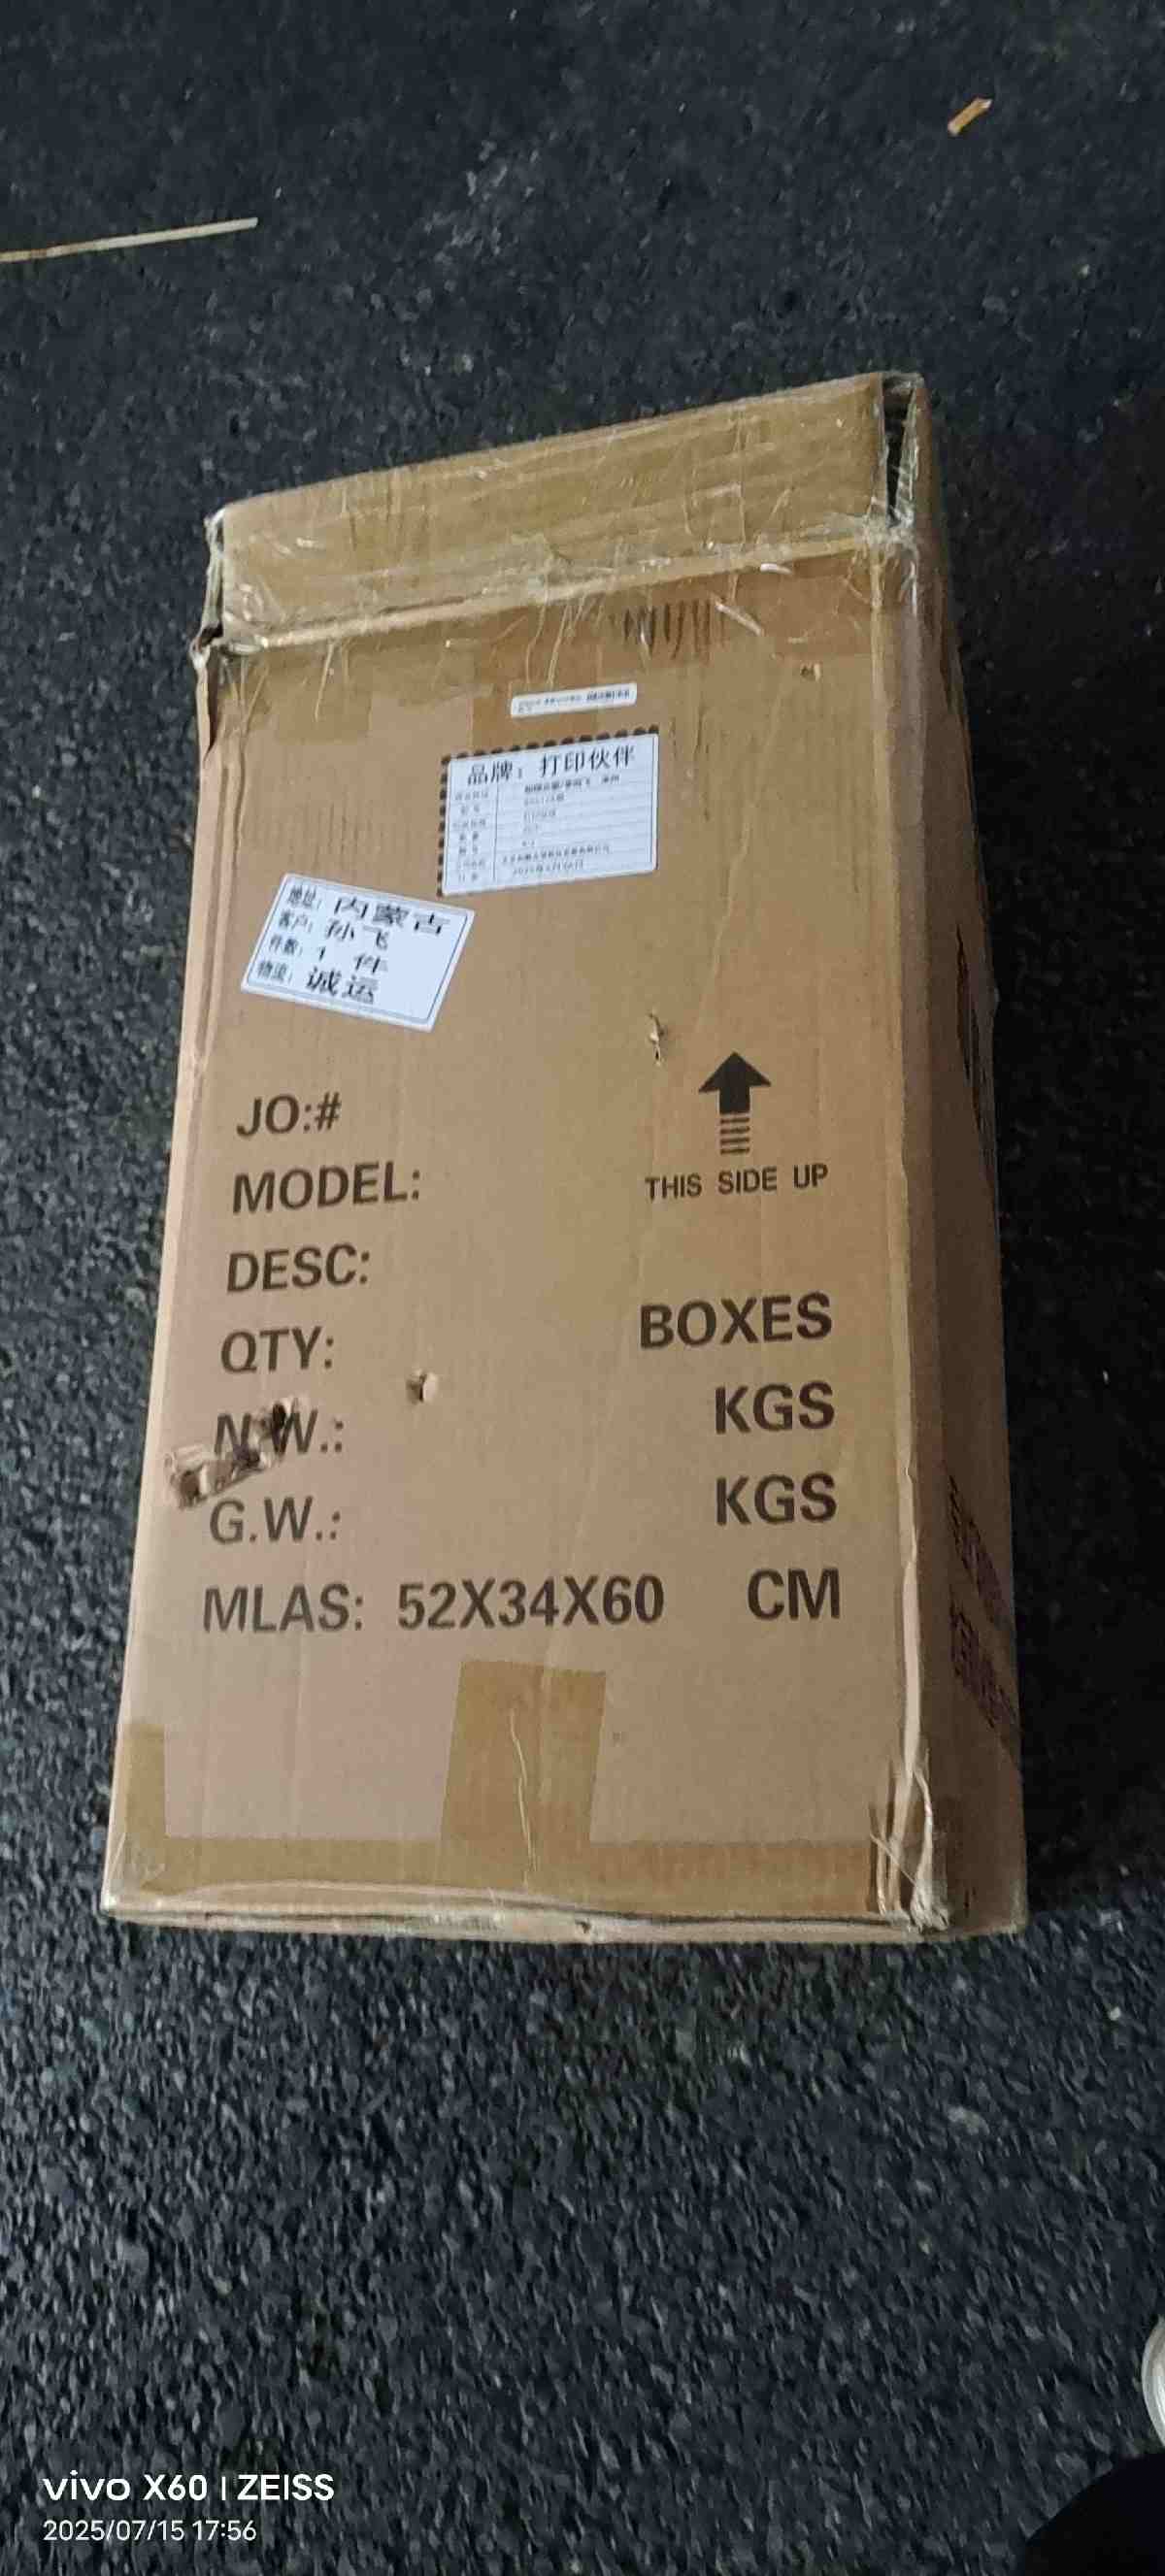 品牌：打印伙伴
地址：内蒙古
客户：孙飞
件数：1 件
物流：诚运
JO:#
MODEL:
THIS SIDE UP
DESC:
QTY: BOXES
N.W.: KGS
G.W.: KGS
MLAS: 52X34X60 CM
vivo X60 | ZEISS
2025/07/15 17:56